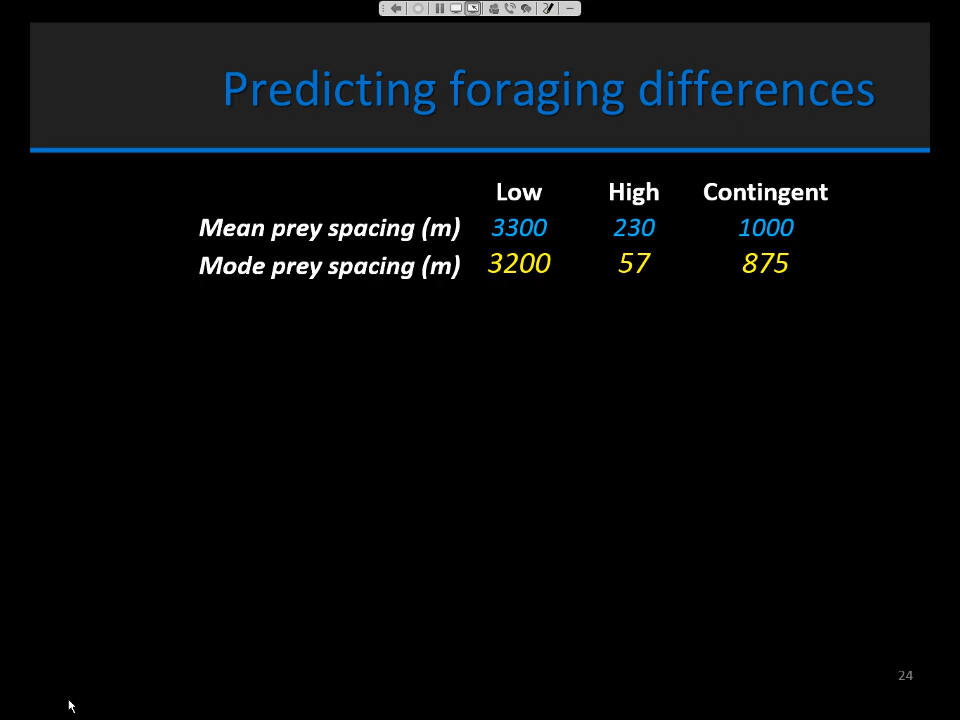 Predicting foraging differences
Low High Contingent
Mean prey spacing (m) 3300 230 1000
Mode prey spacing (m) 3200 57 875
24